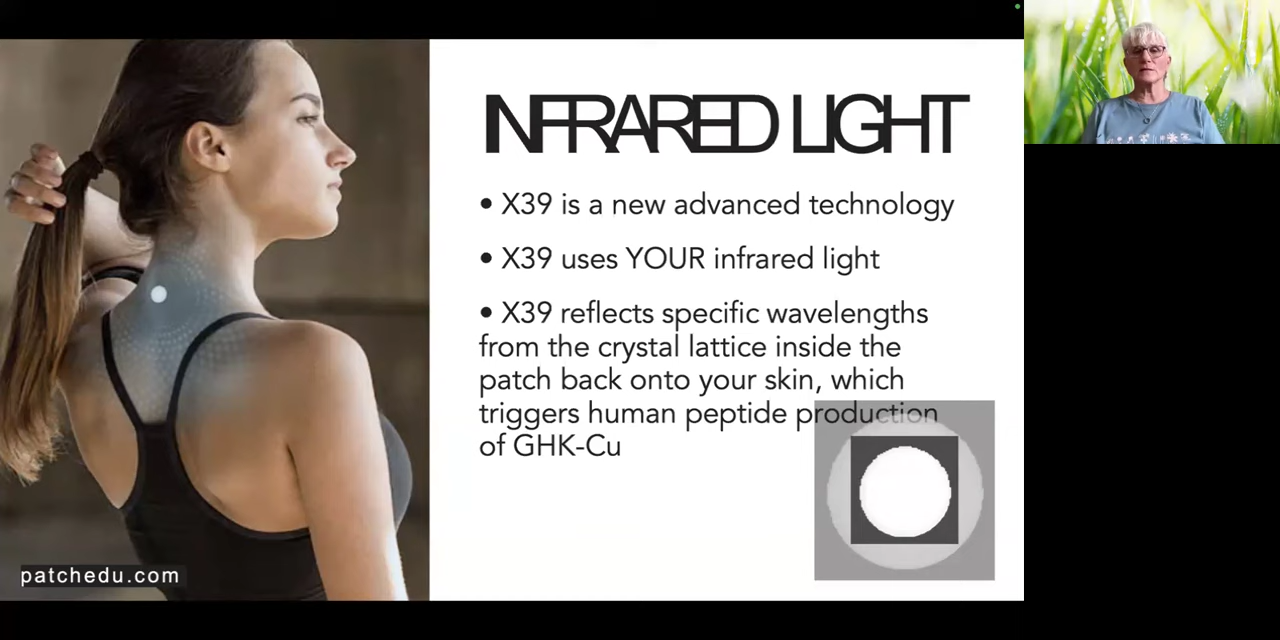 INFRARED LIGHT
• X39 is a new advanced technology
• X39 uses YOUR infrared light
• X39 reflects specific wavelengths
from the crystal lattice inside the
patch back onto your skin, which
triggers human peptide production
of GHK-Cu
patchedu.com